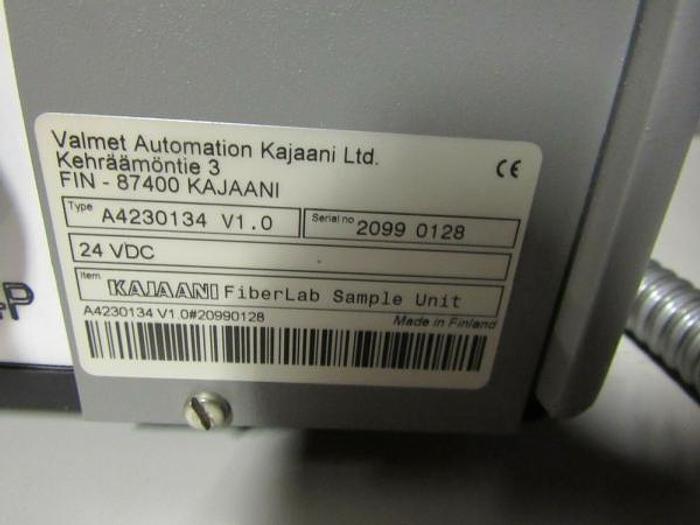 Valmet Automation Kajaani Ltd.
Kehräämöntie 3
FIN - 87400 KAJAANI
CE
Type A4230134 V1.0
Serial no 2099 0128
24 VDC
Item KAJAANI FiberLab Sample Unit
A4230134 V1.0#20990128
Made in Finland
P